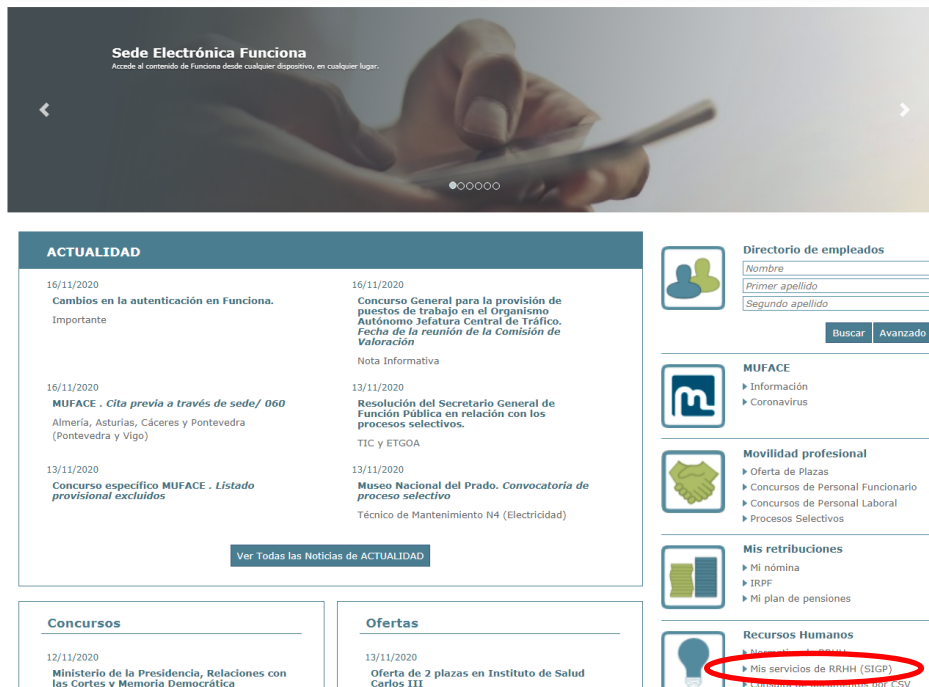 Sede Electrónica Funciona
Accede al contenido de Funciona desde cualquier dispositivo, en cualquier lugar.
ACTUALIDAD
16/11/2020
Cambios en la autenticación en Funciona.
Importante
16/11/2020
Concurso General para la provisión de
puestos de trabajo en el Organismo
Autónomo Jefatura Central de Tráfico.
Fecha de la reunión de la Comisión de
Valoración
Nota Informativa
16/11/2020
MUFACE . Cita previa a través de sede/ 060
Almería, Asturias, Cáceres y Pontevedra
(Pontevedra y Vigo)
13/11/2020
Resolución del Secretario General de
Función Pública en relación con los
procesos selectivos.
TIC y ETGOA
13/11/2020
Concurso específico MUFACE . Listado
provisional excluidos
13/11/2020
Museo Nacional del Prado. Convocatoria de
proceso selectivo
Técnico de Mantenimiento N4 (Electricidad)
Ver Todas las Noticias de ACTUALIDAD
Concursos
12/11/2020
Ministerio de la Presidencia, Relaciones con
las Cortes y Memoria Democrática
Ofertas
13/11/2020
Oferta de 2 plazas en Instituto de Salud
Carlos III
Directorio de empleados
Nombre
Primer apellido
Segundo apellido
Buscar Avanzado
MUFACE
Información
Coronavirus
Movilidad profesional
Oferta de Plazas
Concursos de Personal Funcionario
Concursos de Personal Laboral
Procesos Selectivos
Mis retribuciones
Mi nómina
IRPF
Mi plan de pensiones
Recursos Humanos
Normativa de RRHH
Mis servicios de RRHH (SIGP)
Consulta de documentos por CSV